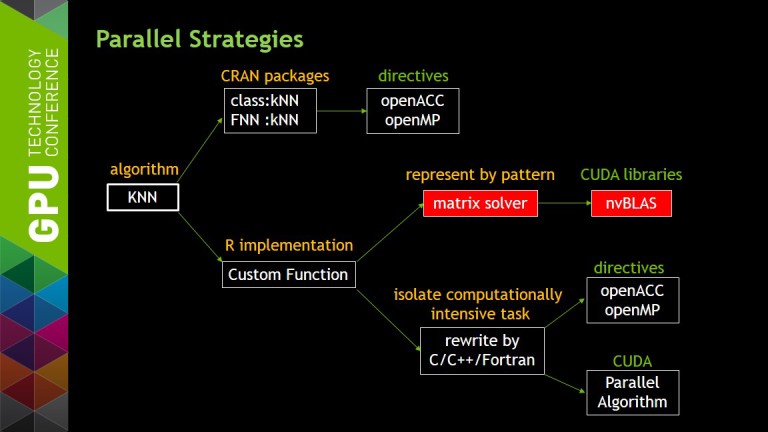 GPU TECHNOLOGY
CONFERENCE
Parallel Strategies
CRAN packages
class:kNN
FNN :kNN
directives
openACC
openMP
algorithm
KNN
represent by pattern
matrix solver
CUDA libraries
nvBLAS
R implementation
Custom Function
isolate computationally
intensive task
rewrite by
C/C++/Fortran
directives
openACC
openMP
CUDA
Parallel
Algorithm